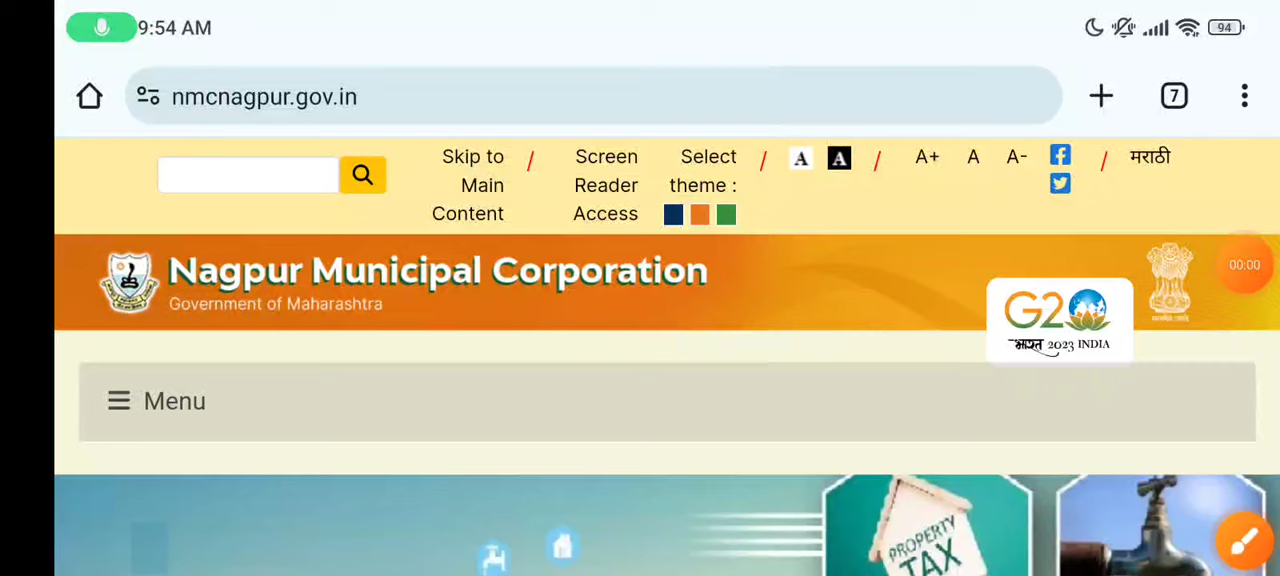 9:54 AM
94
nmcnagpur.gov.in
7
Skip to Main Content / Screen Reader Access Select theme : / A A / A+ A A- / मराठी
Nagpur Municipal Corporation
Government of Maharashtra
00:00
G20
भारत 2023 INDIA
Menu
PROPERTY
TAX